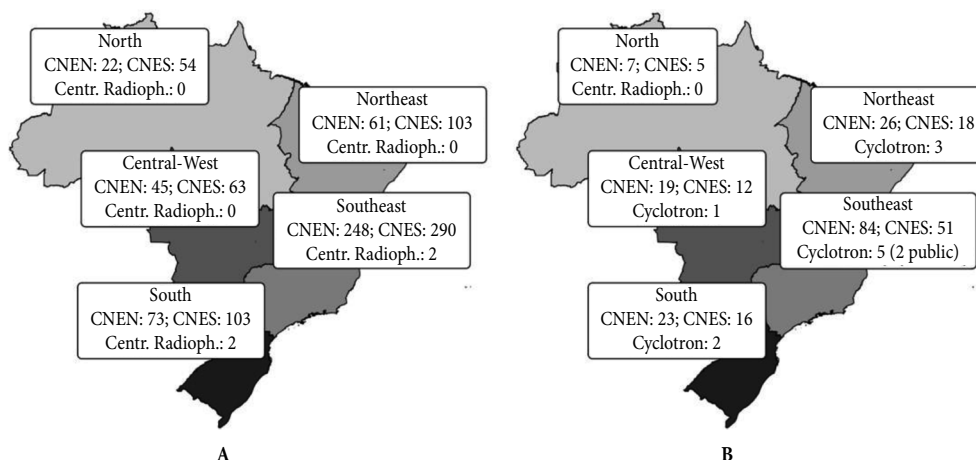 North
CNEN: 22; CNES: 54
Centr. Radioph.: 0
Northeast
CNEN: 61; CNES: 103
Centr. Radioph.: 0
Central-West
CNEN: 45; CNES: 63
Centr. Radioph.: 0
Southeast
CNEN: 248; CNES: 290
Centr. Radioph.: 2
South
CNEN: 73; CNES: 103
Centr. Radioph.: 2
A
North
CNEN: 7; CNES: 5
Centr. Radioph.: 0
Northeast
CNEN: 26; CNES: 18
Cyclotron: 3
Central-West
CNEN: 19; CNES: 12
Cyclotron: 1
Southeast
CNEN: 84; CNES: 51
Cyclotron: 5 (2 public)
South
CNEN: 23; CNES: 16
Cyclotron: 2
B